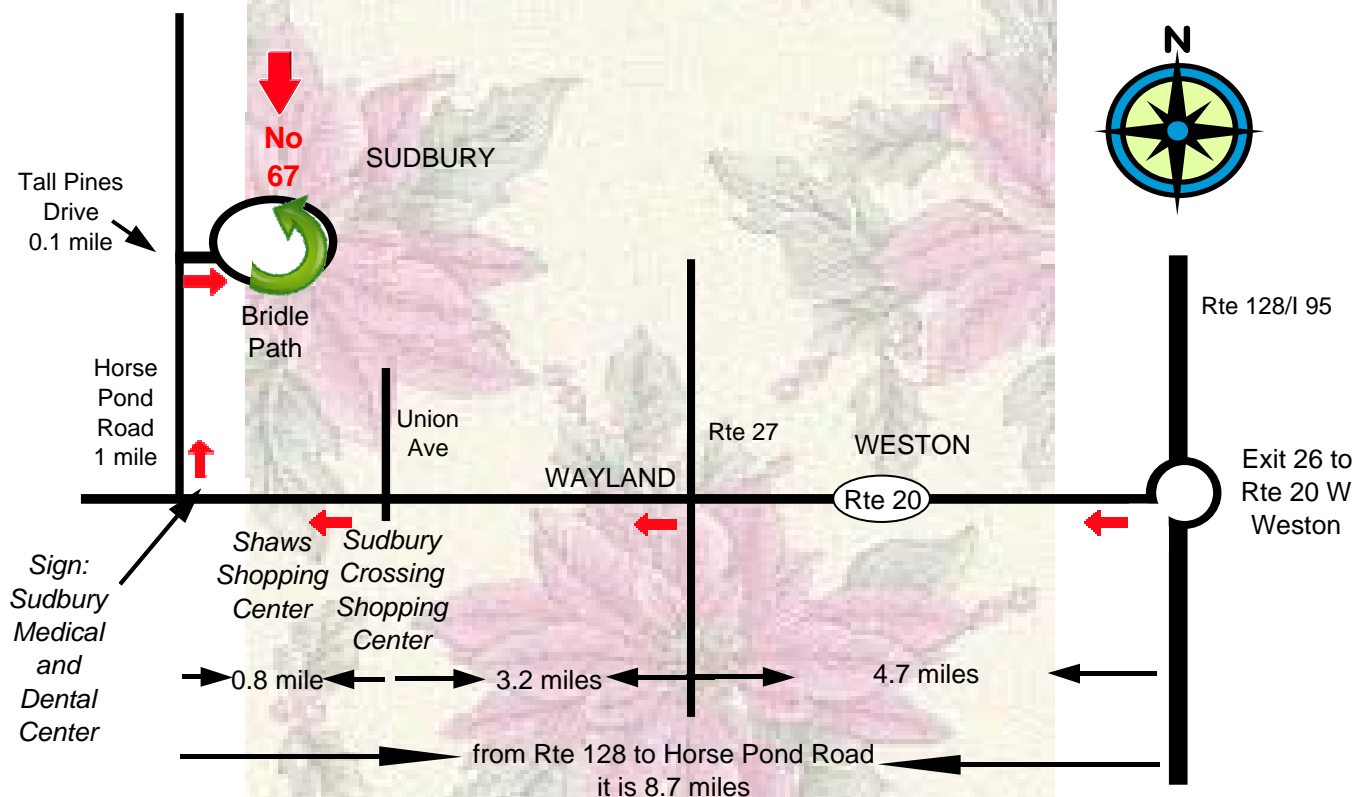 N
No
67
SUDBURY
Tall Pines
Drive
0.1 mile
Bridle
Path
Rte 128/I 95
Horse
Pond
Road
1 mile
Union
Ave
Rte 27
WESTON
WAYLAND
Rte 20
Exit 26 to
Rte 20 W
Weston
Sign:
Sudbury
Medical
and
Dental
Center
Shaws
Shopping
Center
Sudbury
Crossing
Shopping
Center
0.8 mile
3.2 miles
4.7 miles
from Rte 128 to Horse Pond Road
it is 8.7 miles